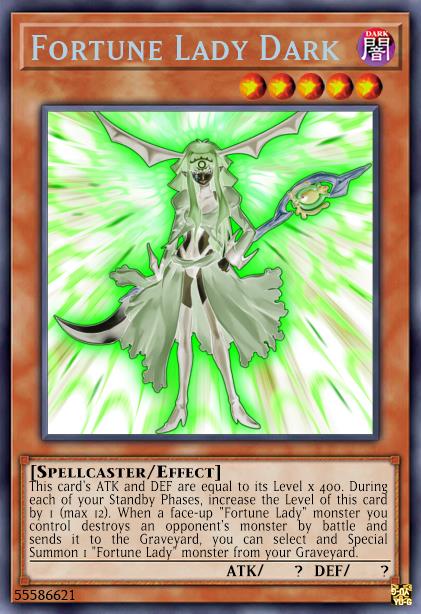 Fortune Lady Dark
DARK
闇
[Spellcaster/Effect]
This card's ATK and DEF are equal to its Level x 400. During
each of your Standby Phases, increase the Level of this card
by 1 (max 12). When a face-up "Fortune Lady" monster you
control destroys an opponent's monster by battle and
sends it to the Graveyard, you can select and Special
Summon 1 "Fortune Lady" monster from your Graveyard.
ATK/ ? DEF/ ?
55586621